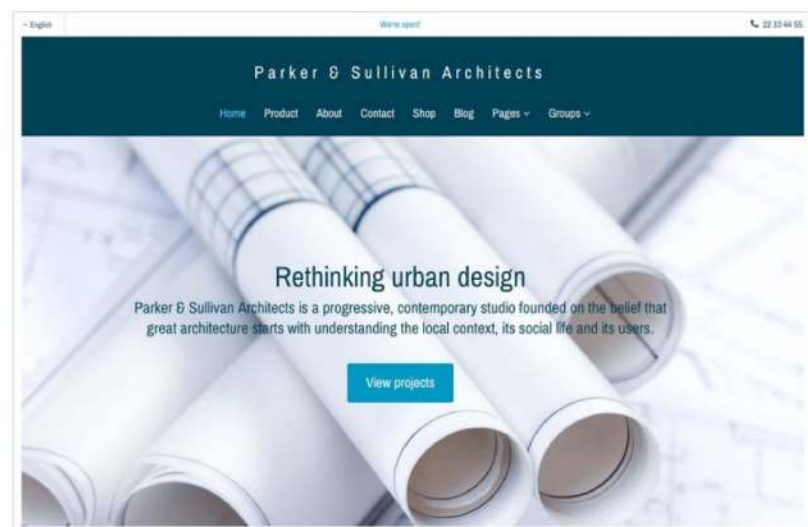 English
We're open!
22 33 44 55
Parker & Sullivan Architects
Home Product About Contact Shop Blog Pages Groups
Rethinking urban design
Parker & Sullivan Architects is a progressive, contemporary studio founded on the belief that
great architecture starts with understanding the local context, its social life and its users.
View projects